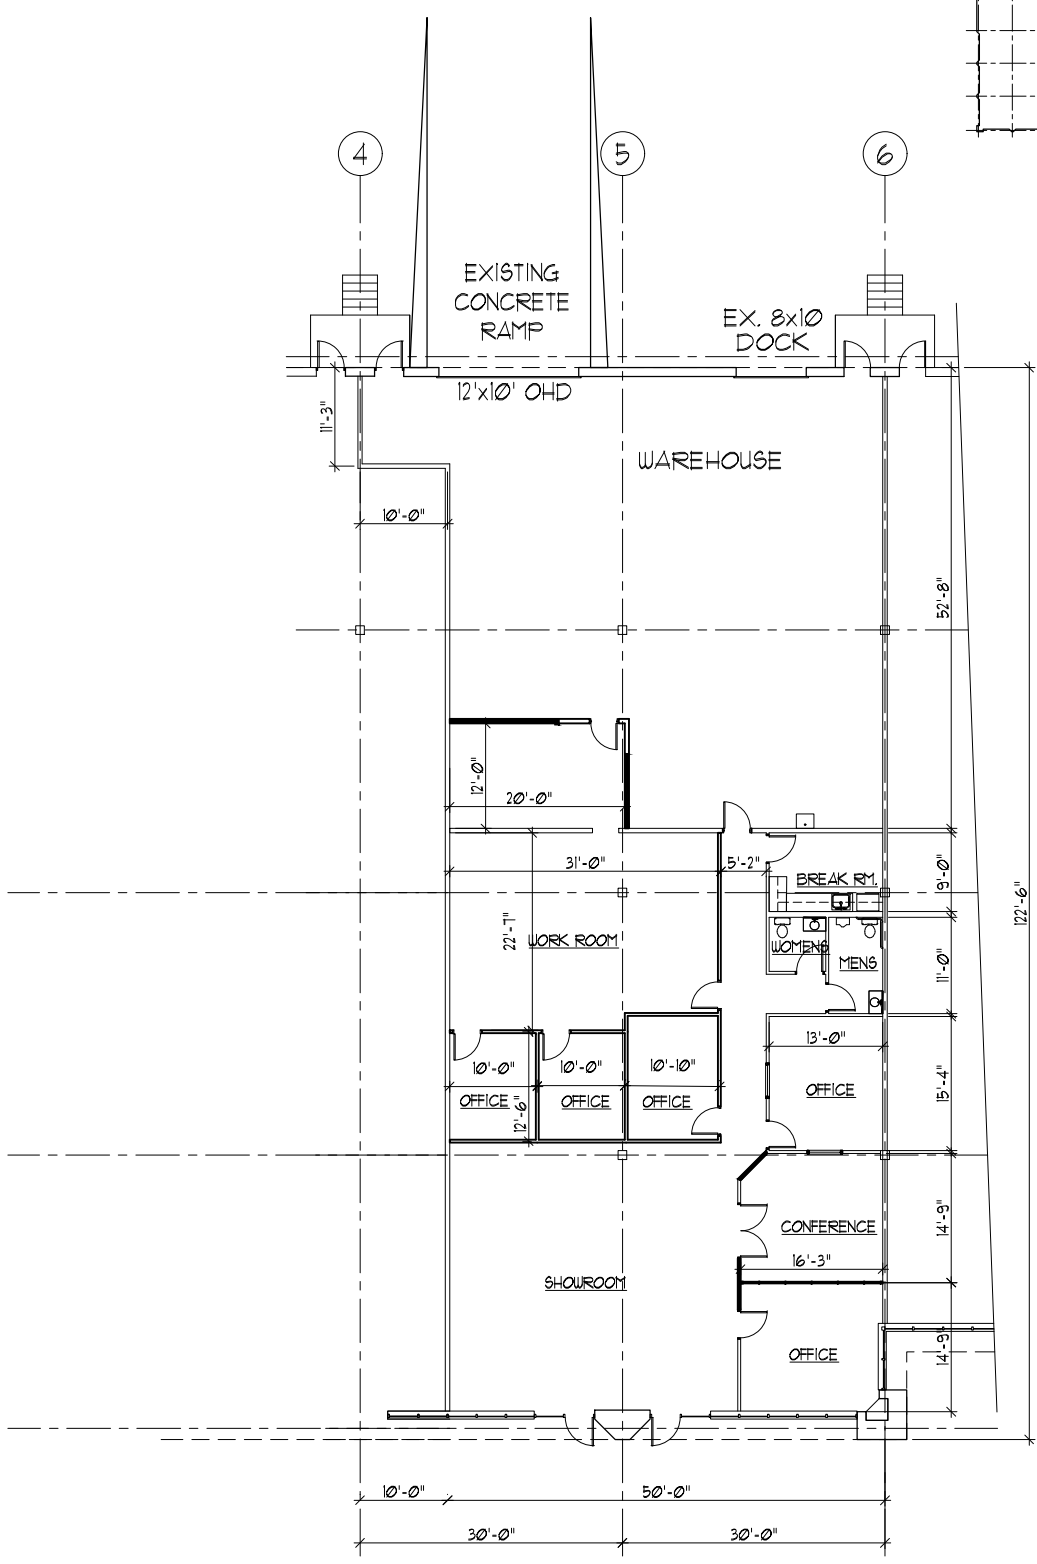 4
5
6
EXISTING
CONCRETE
RAMP
EX. 8x10
DOCK
12'x10' OHD
11'-3"
WAREHOUSE
10'-0"
52'-8"
12'-0"
20'-0"
31'-0"
5'-2"
BREAK RM.
9'-0"
122'-6"
22'-7"
WORK ROOM
WOMENS
MENS
11'-0"
13'-0"
10'-0"
10'-0"
10'-10"
OFFICE
15'-4"
OFFICE
12'-6"
OFFICE
OFFICE
CONFERENCE
14'-9"
16'-3"
SHOWROOM
OFFICE
14'-9"
10'-0"
50'-0"
30'-0"
30'-0"